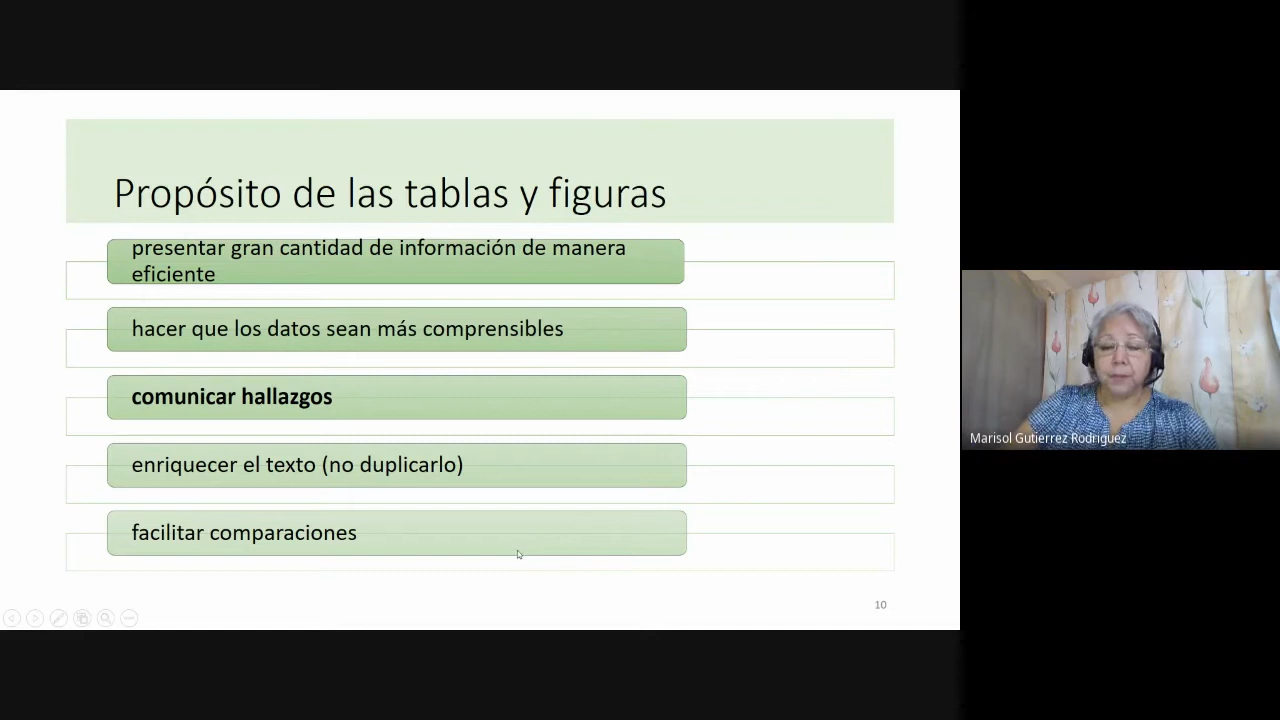 Propósito de las tablas y figuras
presentar gran cantidad de información de manera
eficiente
hacer que los datos sean más comprensibles
comunicar hallazgos
enriquecer el texto (no duplicarlo)
facilitar comparaciones
10
Marisol Gutierrez Rodriguez